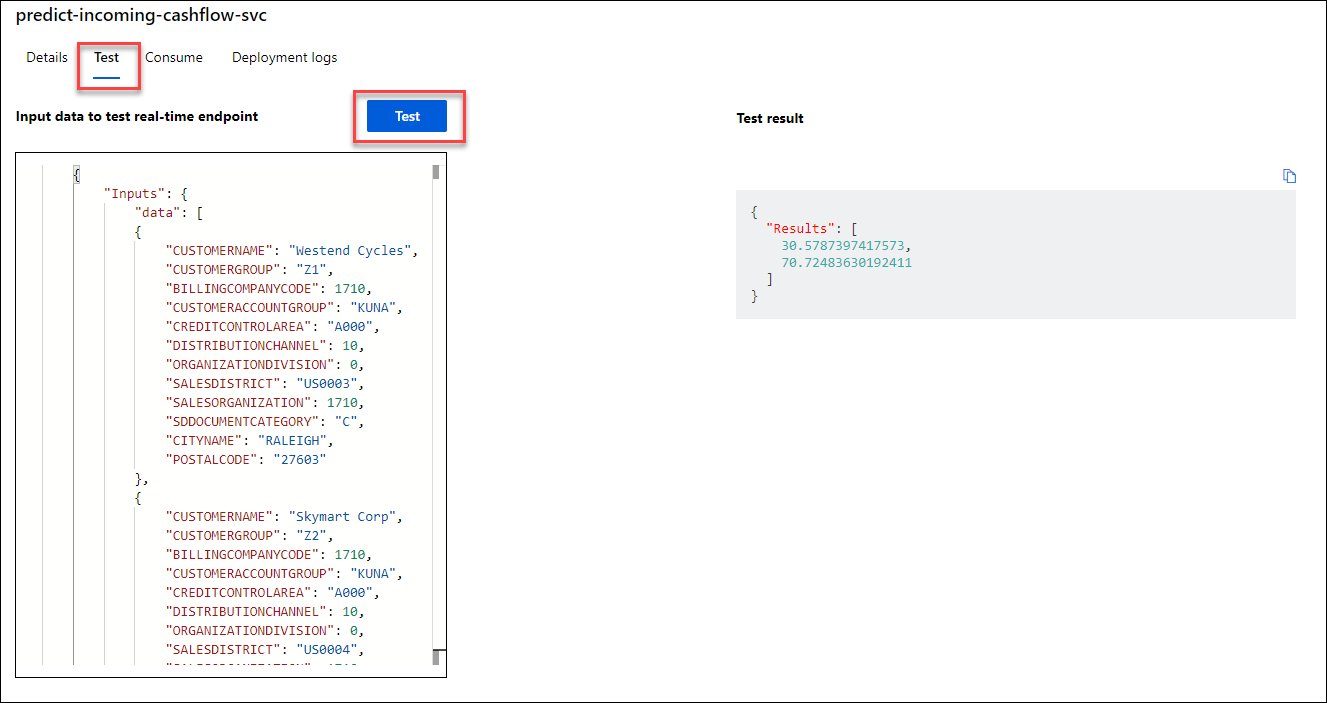 predict-incoming-cashflow-svc
Details Test Consume Deployment logs
Input data to test real-time endpoint
Test
{
"Inputs": {
"data": [
{
"CUSTOMERNAME": "Westend Cycles",
"CUSTOMERGROUP": "Z1",
"BILLINGCOMPANYCODE": 1710,
"CUSTOMERACCOUNTGROUP": "KUNA",
"CREDITCONTROLAREA": "A000",
"DISTRIBUTIONCHANNEL": 10,
"ORGANIZATIONDIVISION": 0,
"SALESDISTRICT": "US0003",
"SALESORGANIZATION": 1710,
"SDDOCUMENTCATEGORY": "C",
"CITYNAME": "RALEIGH",
"POSTALCODE": "27603"
},
{
"CUSTOMERNAME": "Skymart Corp",
"CUSTOMERGROUP": "Z2",
"BILLINGCOMPANYCODE": 1710,
"CUSTOMERACCOUNTGROUP": "KUNA",
"CREDITCONTROLAREA": "A000",
"DISTRIBUTIONCHANNEL": 10,
"ORGANIZATIONDIVISION": 0,
"SALESDISTRICT": "US0004",
Test result
{
"Results": [
30.5787397417573,
70.72483630192411
]
}